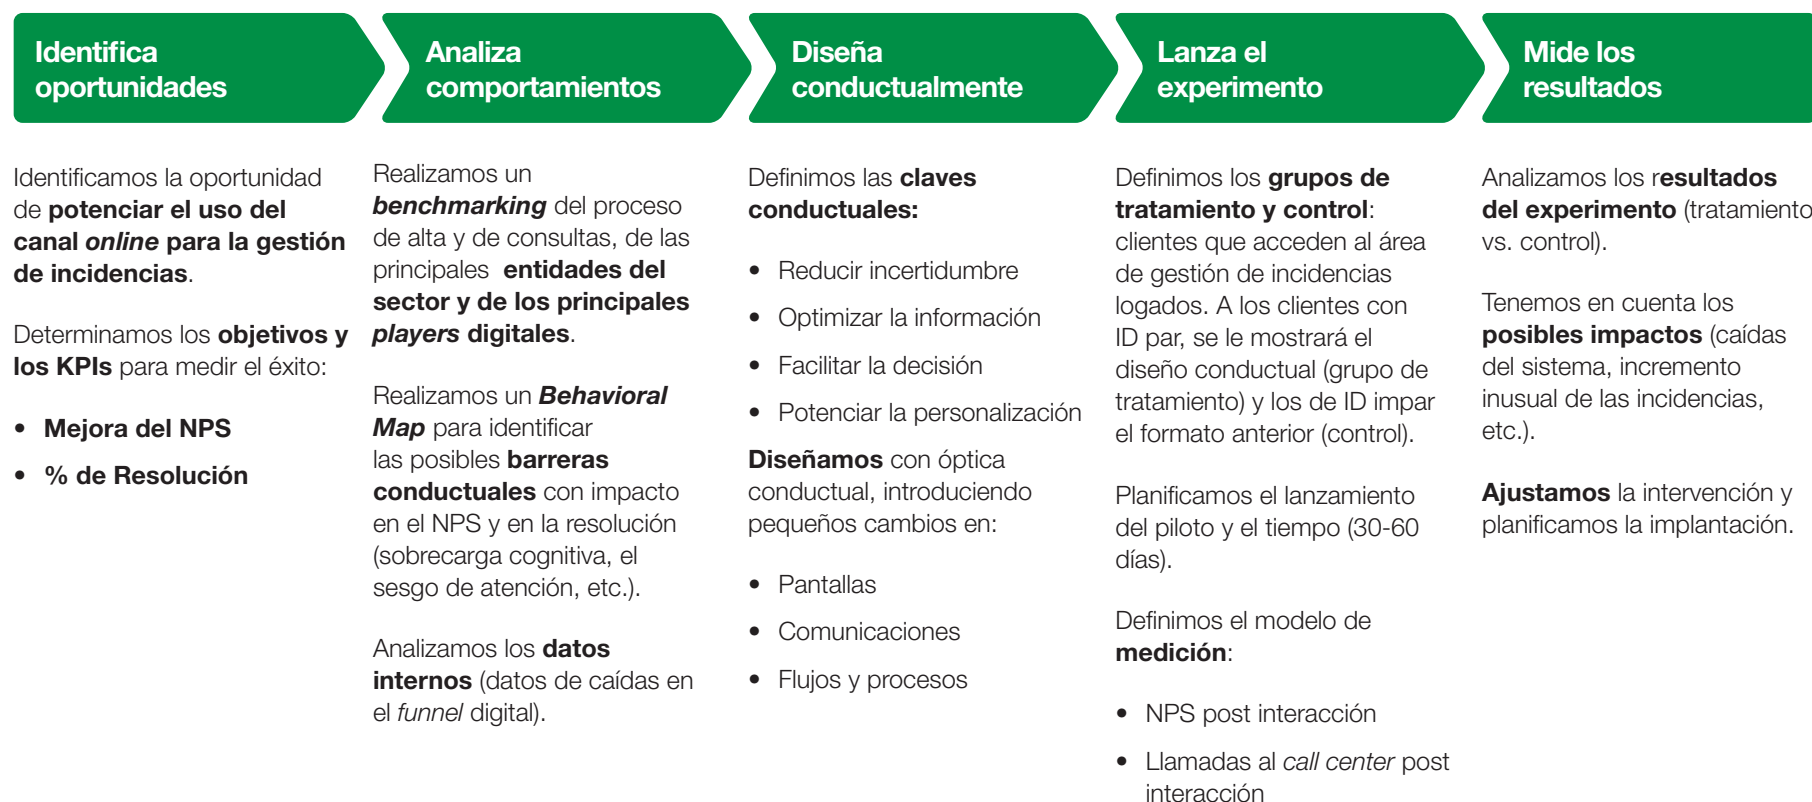 Identifica
oportunidades
Analiza
comportamientos
Diseña
conductualmente
Lanza el
experimento
Mide los
resultados
Identificamos la oportunidad
de potenciar el uso del
canal online para la gestión
de incidencias.
Determinamos los objetivos y
los KPIs para medir el éxito:
• Mejora del NPS
• % de Resolución
Realizamos un
benchmarking del proceso
de alta y de consultas, de las
principales entidades del
sector y de los principales
players digitales.
Realizamos un Behavioral
Map para identificar
las posibles barreras
conductuales con impacto
en el NPS y en la resolución
(sobrecarga cognitiva, el
sesgo de atención, etc.).
Analizamos los datos
internos (datos de caídas en
el funnel digital).
Definimos las claves
conductuales:
• Reducir incertidumbre
• Optimizar la información
• Facilitar la decisión
• Potenciar la personalización
Diseñamos con óptica
conductual, introduciendo
pequeños cambios en:
• Pantallas
• Comunicaciones
• Flujos y procesos
Definimos los grupos de
tratamiento y control:
clientes que acceden al área
de gestión de incidencias
logados. A los clientes con
ID par, se le mostrará el
diseño conductual (grupo de
tratamiento) y los de ID impar
el formato anterior (control).
Planificamos el lanzamiento
del piloto y el tiempo (30-60
días).
Definimos el modelo de
medición:
• NPS post interacción
• Llamadas al call center post
interacción
Analizamos los resultados
del experimento (tratamiento
vs. control).
Tenemos en cuenta los
posibles impactos (caídas
del sistema, incremento
inusual de las incidencias,
etc.).
Ajustamos la intervención y
planificamos la implantación.